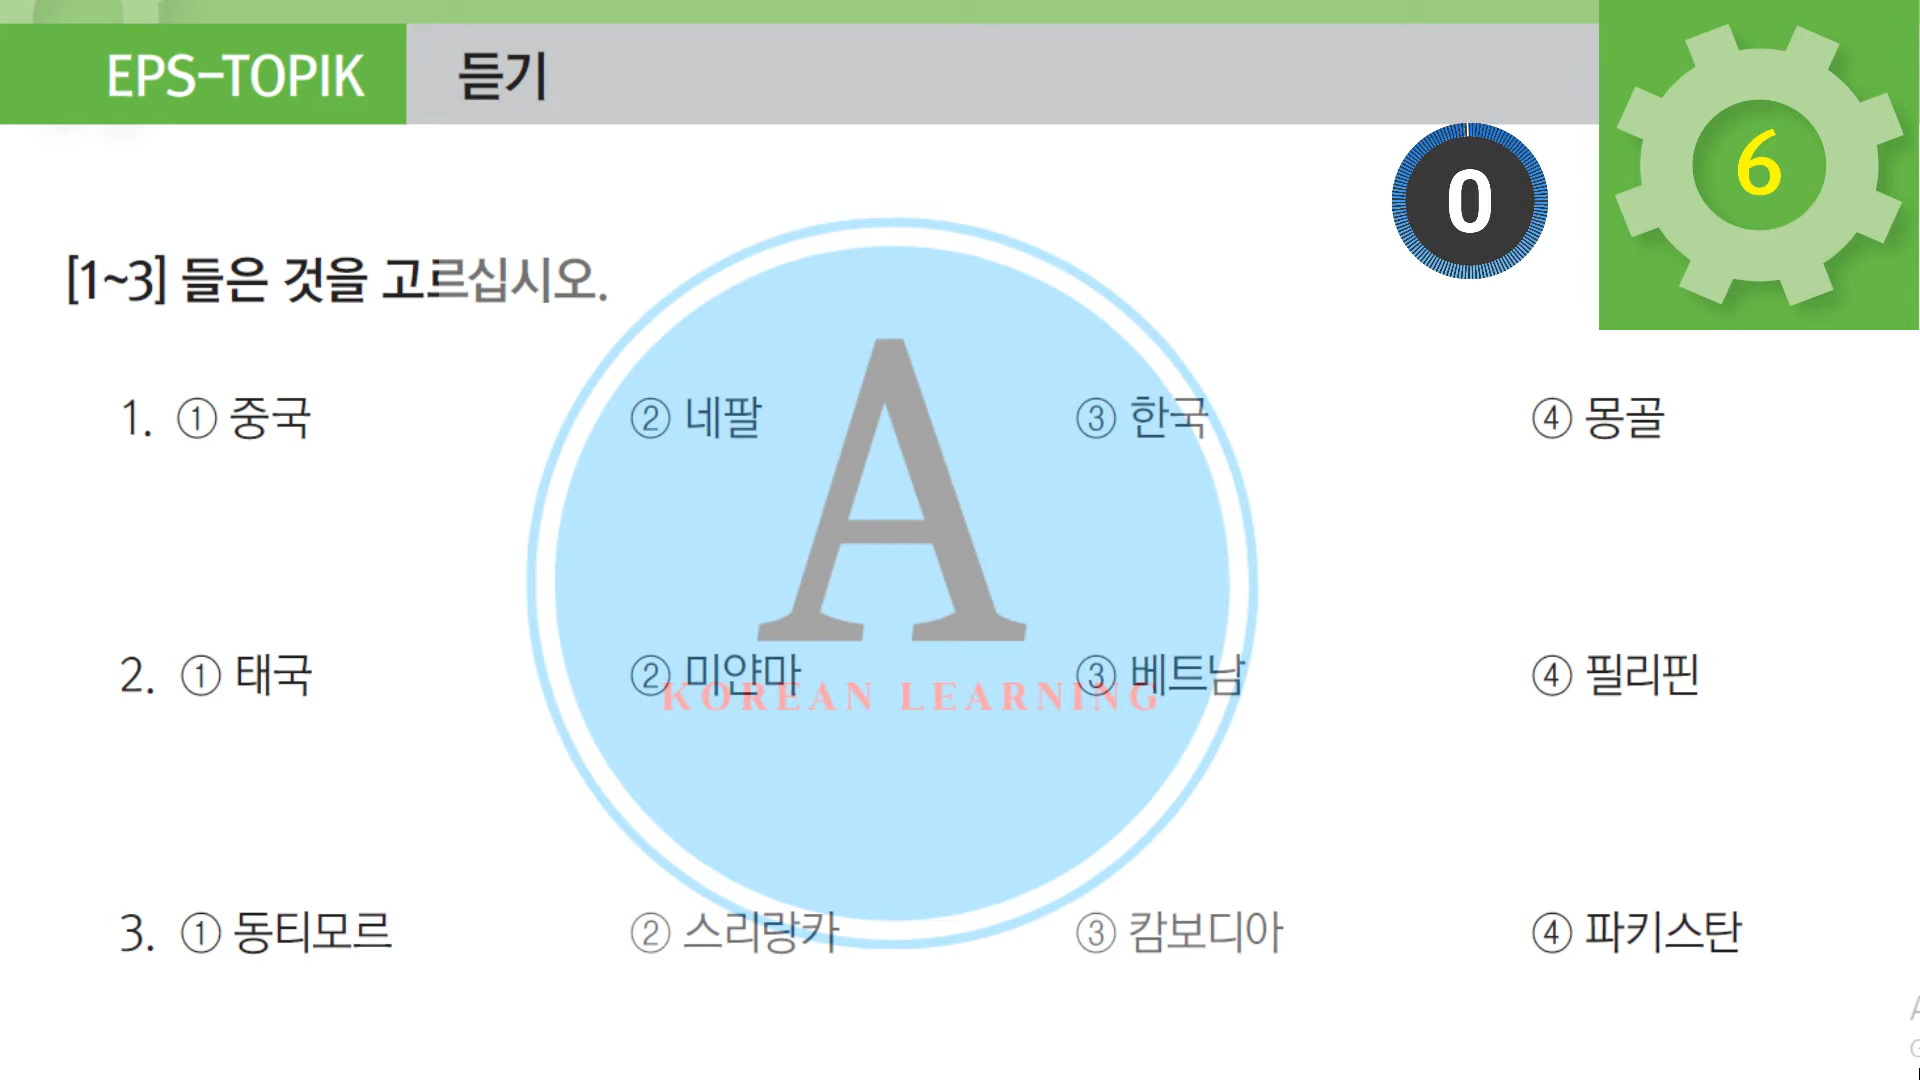 EPS-TOPIK 듣기
6
0
[1~3] 들은 것을 고르십시오.
A
1. ① 중국 ② 네팔 ③ 한국 ④ 몽골
2. ① 태국 ② 미얀마 ③ 베트남 ④ 필리핀
KOREAN LEARNING
3. ① 동티모르 ② 스리랑카 ③ 캄보디아 ④ 파키스탄
A
G